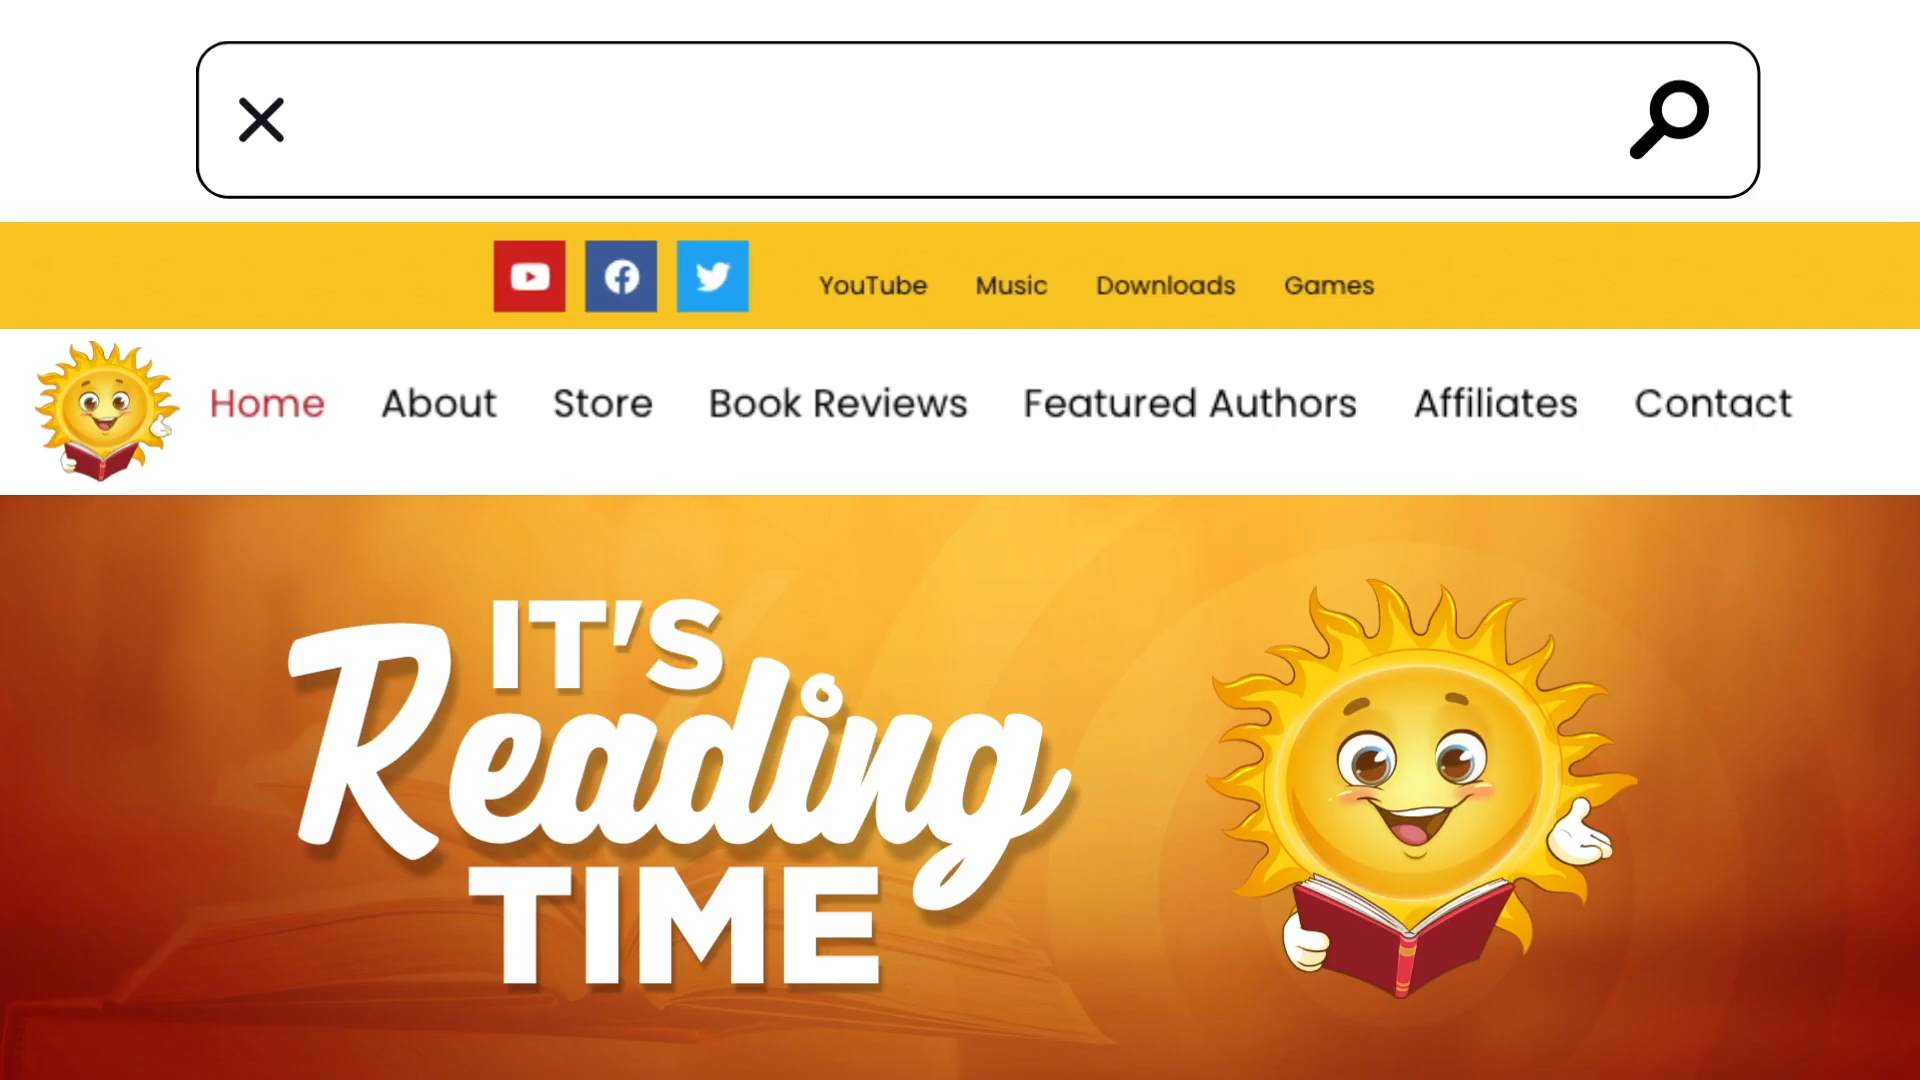 YouTube Music Downloads Games
Home About Store Book Reviews Featured Authors Affiliates Contact
IT'S
Reading
TIME